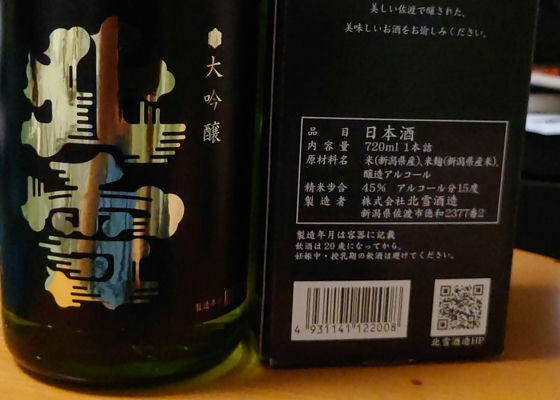 北雪
大吟醸
製造年
美しい佐渡で醸された、
美味しいお酒をお愉しみください。
品目 日本酒
内容量 720ml 1本詰
原材料名 米(新潟県産)、米麹(新潟県産米)、
醸造アルコール
精米歩合 45% アルコール分15度
製造者 株式会社北雪酒造
新潟県佐渡市徳和2377番2
製造年月は容器に記載
飲酒は20歳になってから。
妊娠中・授乳期の飲酒は避けてください。
4 931141 122008
北雪酒造HP